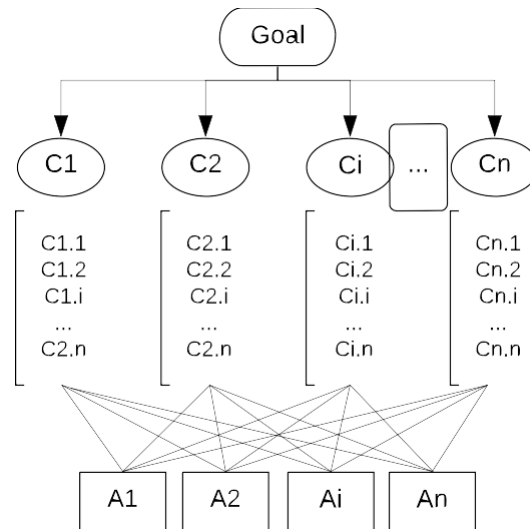 Goal
C1 C2 Ci ... Cn
C1.1 C2.1 Ci.1 Cn.1
C1.2 C2.2 Ci.2 Cn.2
C1.i C2.i Ci.i Cn.i
... ... ... ...
C2.n C2.n Ci.n Cn.n
A1 A2 Ai An